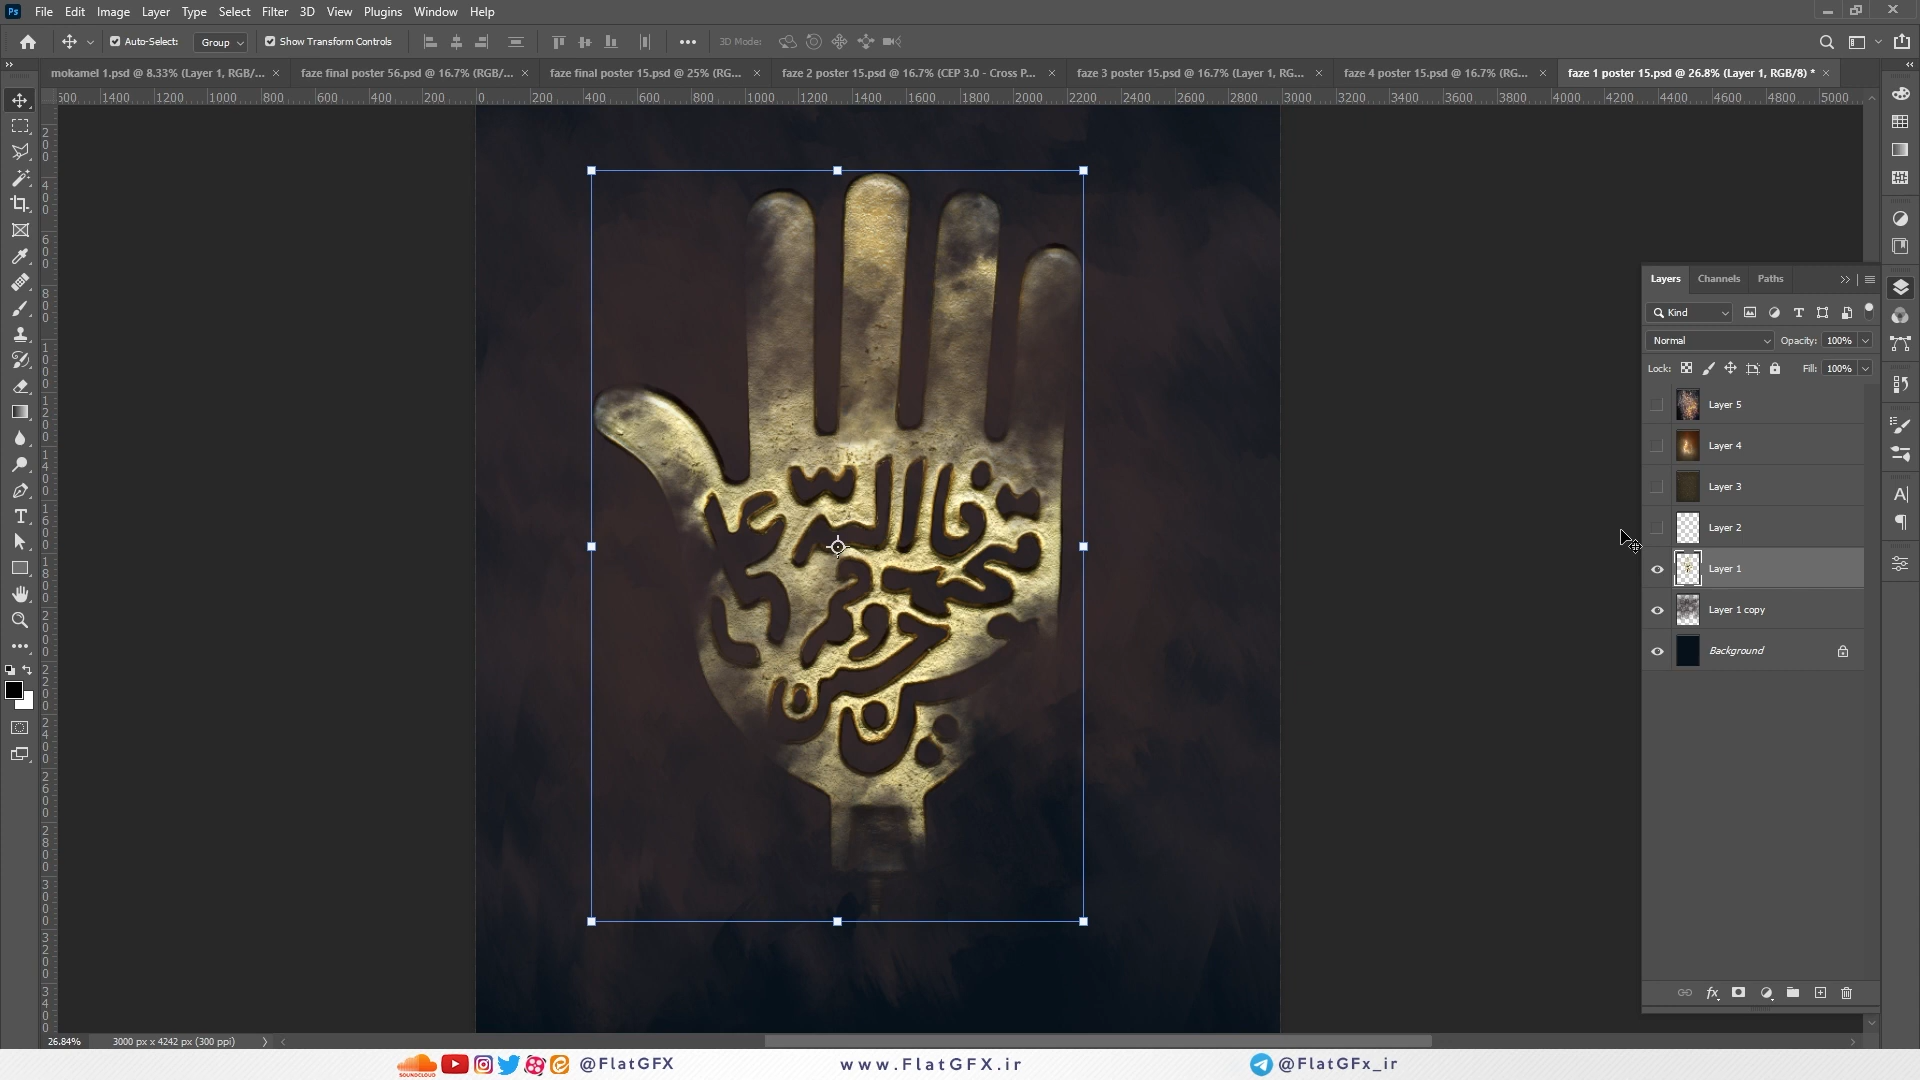 File Edit Image Layer Type Select Filter 3D View Plugins Window Help
Auto-Select: Group Show Transform Controls 3D Mode:
mokamel 1.psd @ 8.33% (Layer 1, RGB/... faze final poster 56.psd @ 16.7% (RGB/... faze final poster 15.psd @ 25% (RG... faze 2 poster 15.psd @ 16.7% (CEP 3.0 - Cross P... faze 3 poster 15.psd @ 16.7% (Layer 1, RG... faze 4 poster 15.psd @ 16.7% (RG... faze 1 poster 15.psd @ 26.8% (Layer 1, RGB/8) *
1400 1200 1000 800 600 400 200 0 200 400 600 800 1000 1200 1400 1600 1800 2000 2200 2400 2600 2800 3000 3200 3400 3600 3800 4000 4200 4400 4600 4800 5000
الله
محمد
Layers Channels Paths
Kind
Normal Opacity: 100%
Lock: Fill: 100%
Layer 5
Layer 4
Layer 3
Layer 2
Layer 1
Layer 1 copy
Background
26.84% 3000 px x 4242 px (300 ppi)
SOUNDCLOUD @FlatGFX www.FlatGFX.ir @FlatGFx_ir